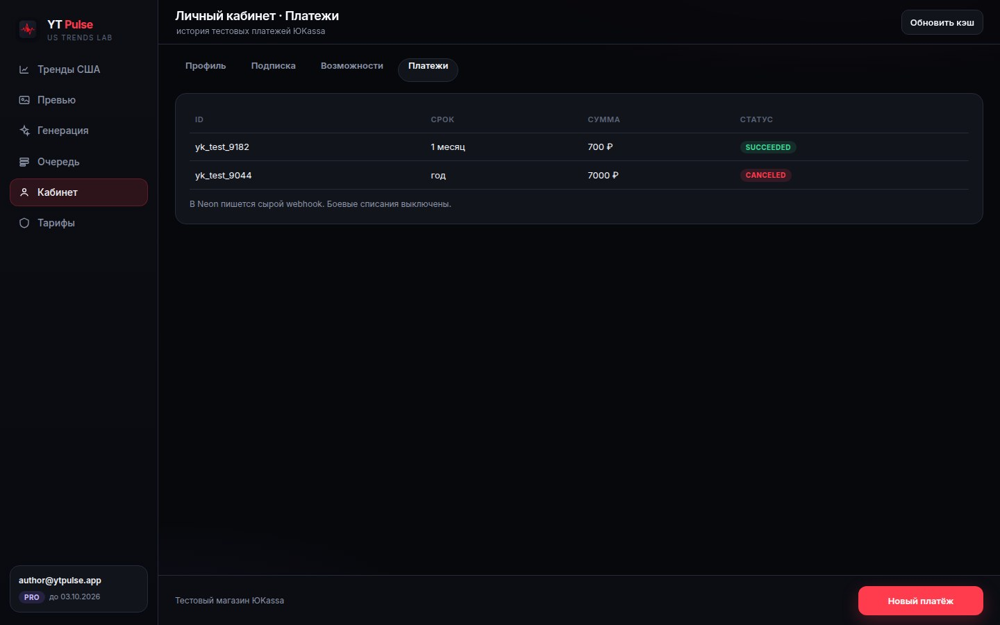 YT Pulse
US TRENDS LAB
Тренды США
Превью
Генерация
Очередь
Кабинет
Тарифы
author@ytpulse.app
PRO до 03.10.2026
Личный кабинет · Платежи
история тестовых платежей ЮKassa
Обновить кэш
Профиль Подписка Возможности Платежи
ID СРОК СУММА СТАТУС
yk_test_9182 1 месяц 700 ₽ SUCCEEDED
yk_test_9044 год 7000 ₽ CANCELED
В Neon пишется сырой webhook. Боевые списания выключены.
Тестовый магазин ЮKassa
Новый платёж